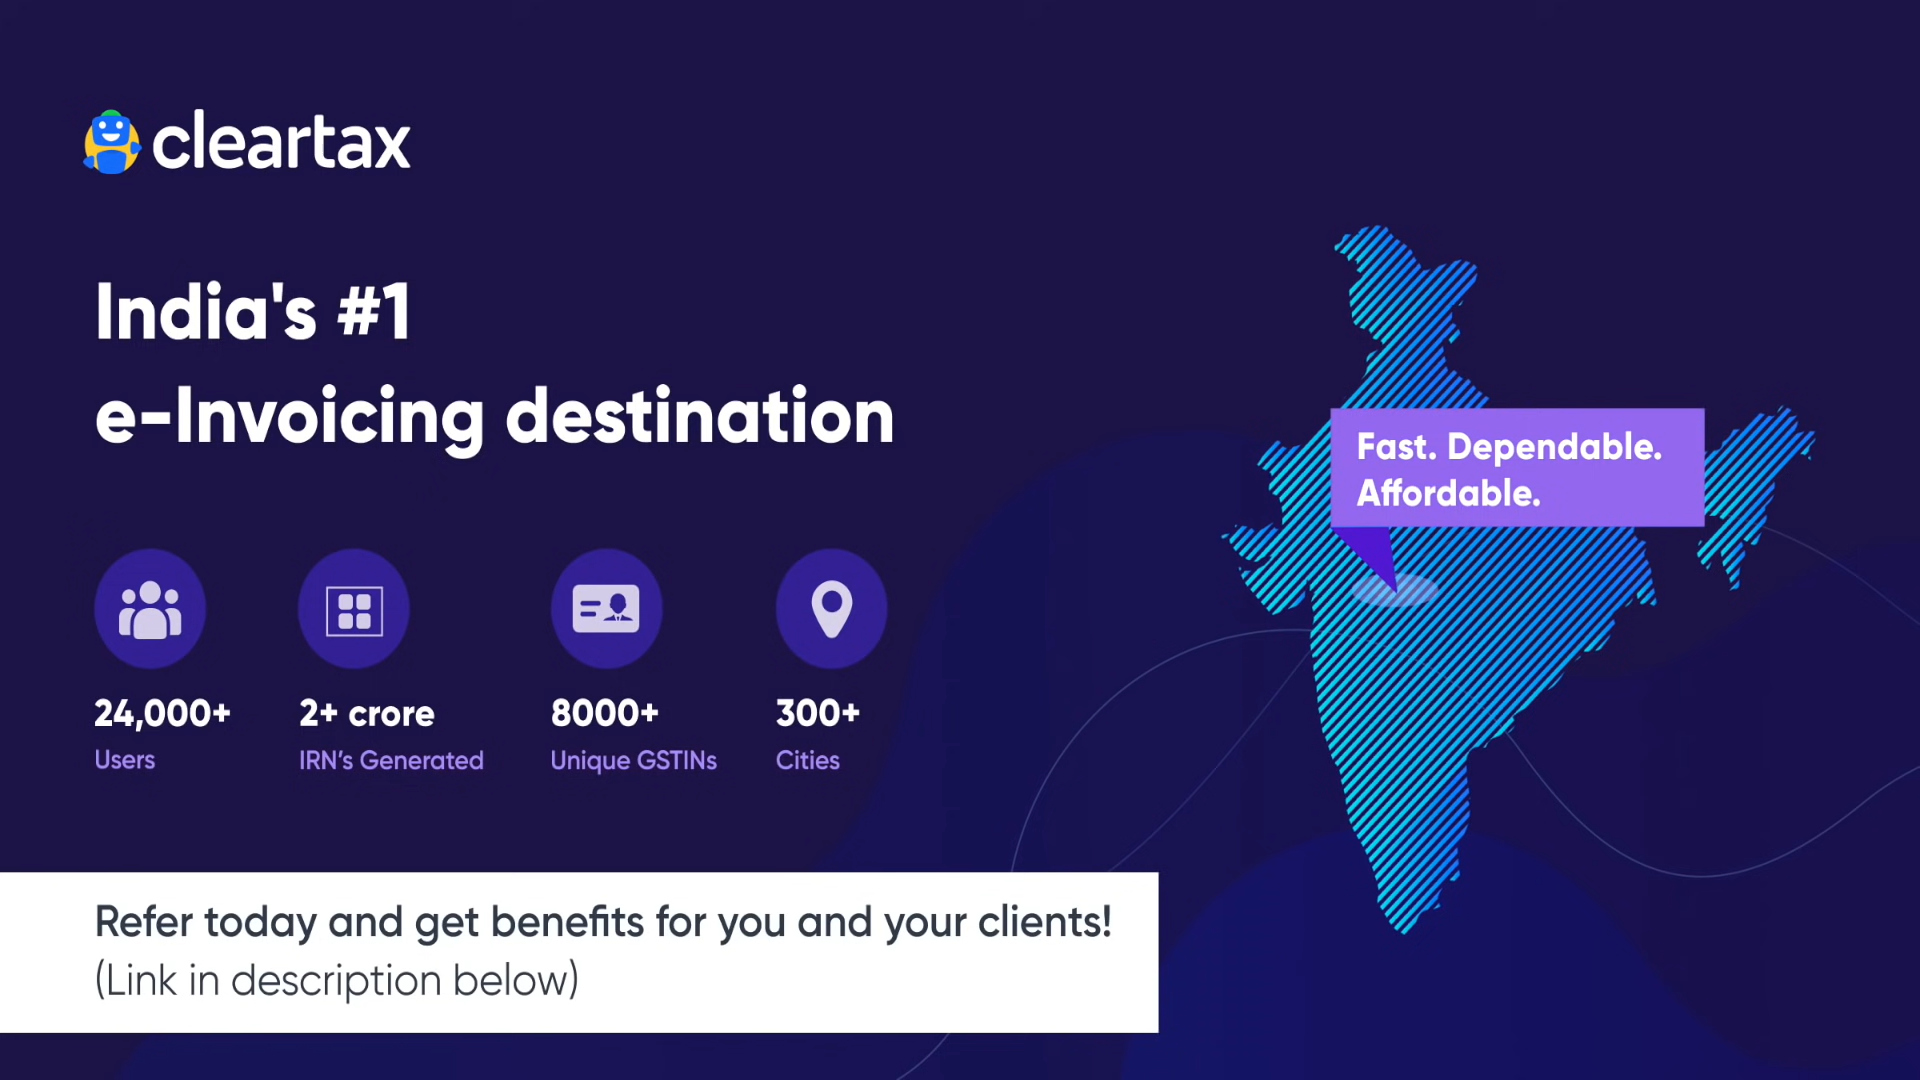 cleartax
India's #1
e-Invoicing destination
Fast. Dependable.
Affordable.
24,000+
Users
2+ crore
IRN’s Generated
8000+
Unique GSTINs
300+
Cities
Refer today and get benefits for you and your clients!
(Link in description below)